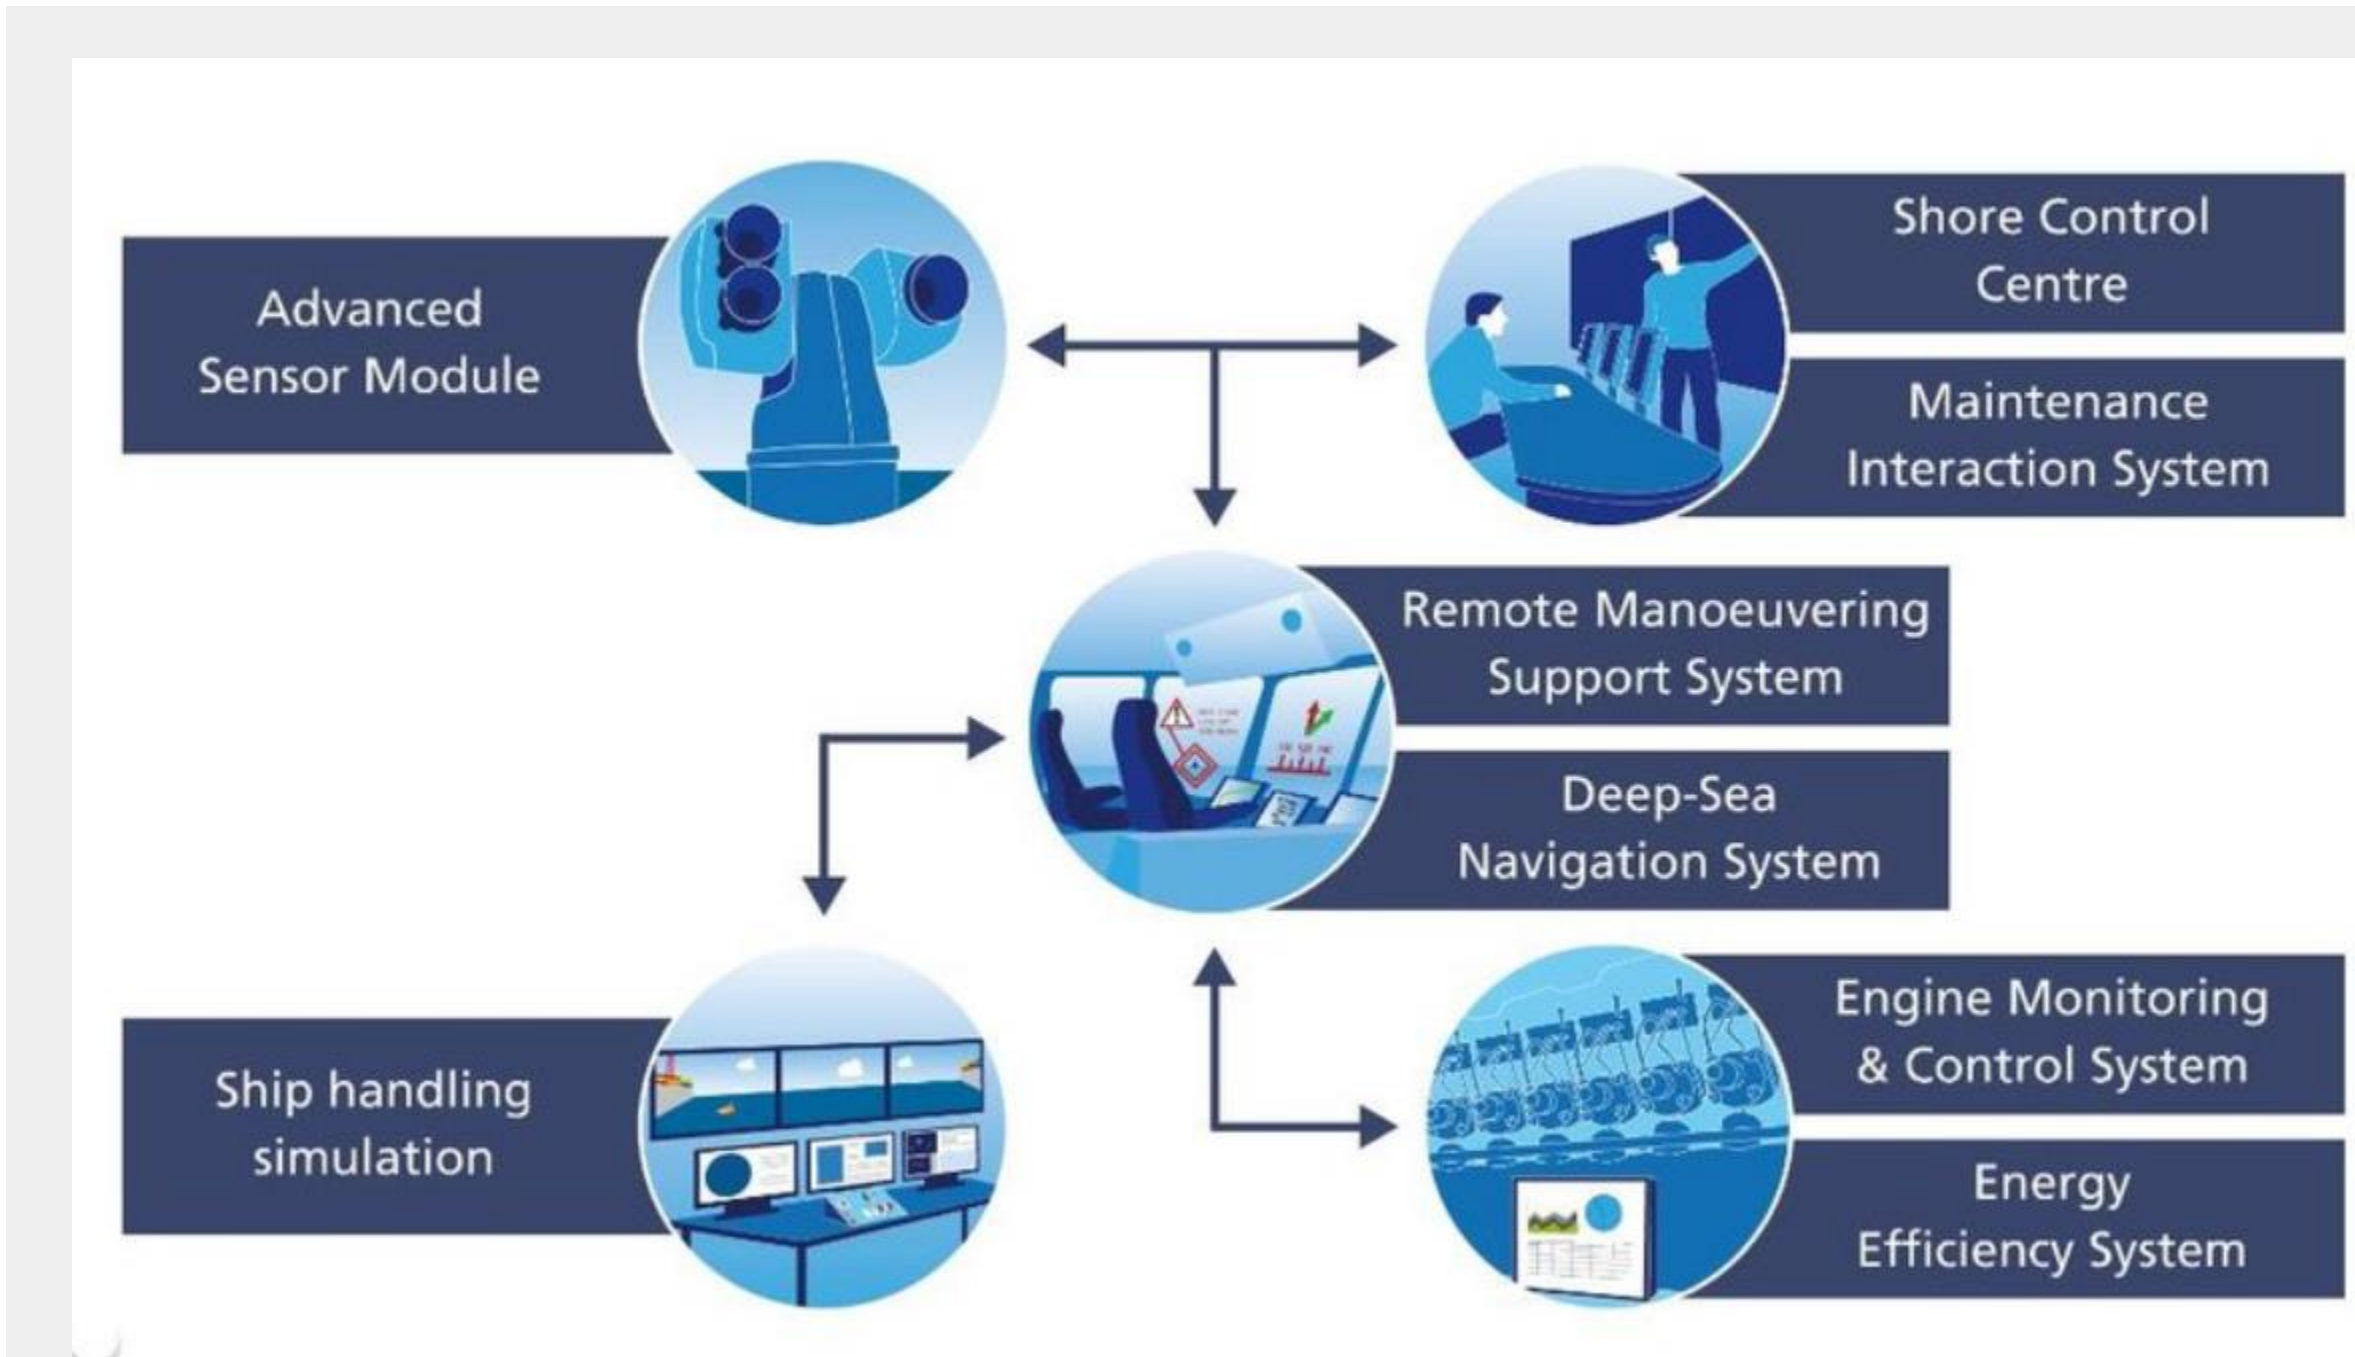 Advanced
Sensor Module
Shore Control
Centre
Maintenance
Interaction System
Remote Manoeuvering
Support System
Deep-Sea
Navigation System
Ship handling
simulation
Engine Monitoring
& Control System
Energy
Efficiency System